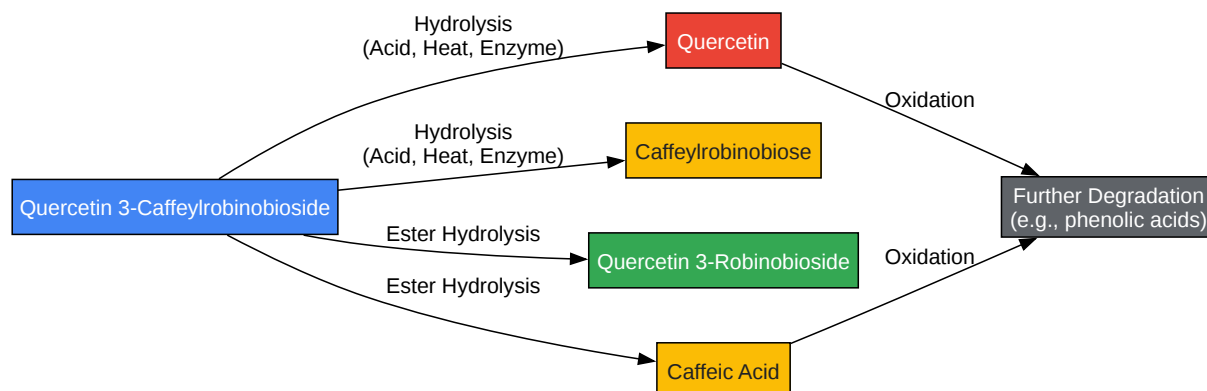 Hydrolysis
(Acid, Heat, Enzyme)
Quercetin
Oxidation
Hydrolysis
(Acid, Heat, Enzyme)
Caffeylrobinobiose
Quercetin 3-Caffeylrobinobioside
Further Degradation
(e.g., phenolic acids)
Ester Hydrolysis
Quercetin 3-Robinobioside
Oxidation
Ester Hydrolysis
Caffeic Acid